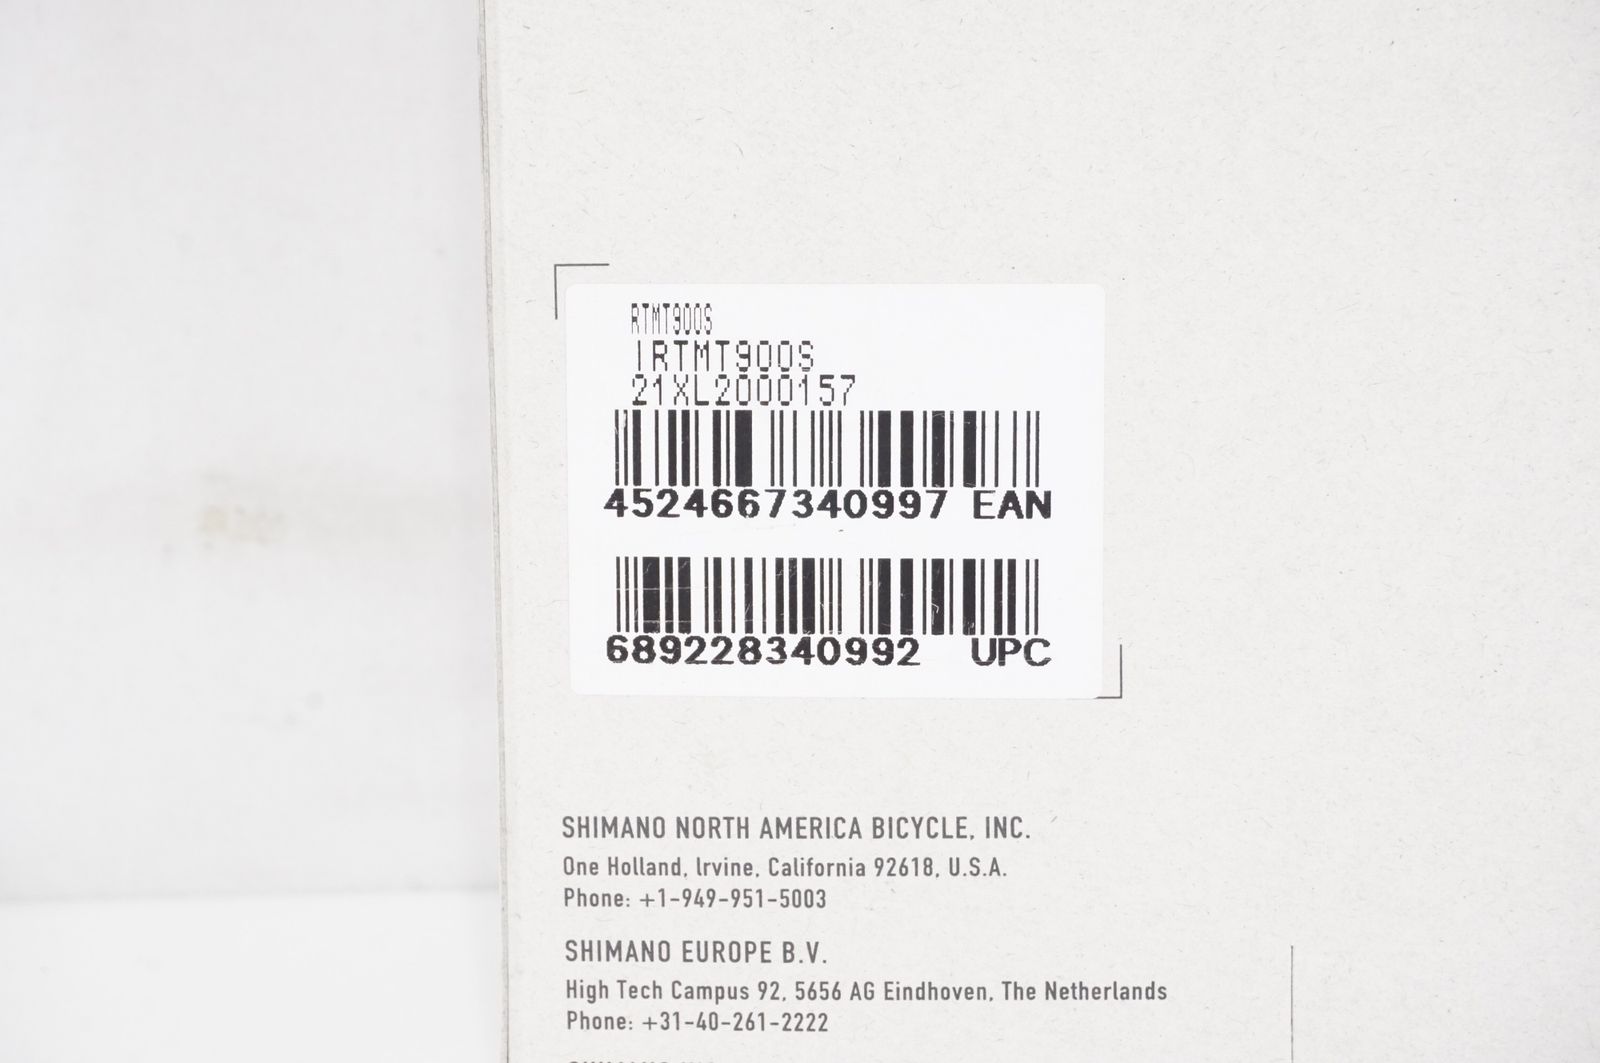 RTMT900S
IRTMT900S
21XL2000157
4524667340997 EAN
689228340992 UPC
SHIMANO NORTH AMERICA BICYCLE, INC.
One Holland, Irvine, California 92618, U.S.A.
Phone: +1-949-951-5003
SHIMANO EUROPE B.V.
High Tech Campus 92, 5656 AG Eindhoven, The Netherlands
Phone: +31-40-261-2222